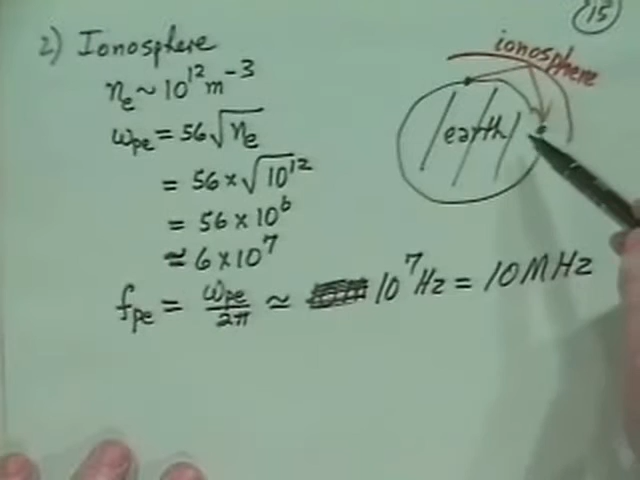 15
2) Ionosphere
ionosphere
nₑ ~ 10¹² m⁻³
earth
ωₚₑ = 56√nₑ
= 56 × √10¹²
= 56 × 10⁶
≈ 6 × 10⁷
fₚₑ = ωₚₑ/2π ≃ 10⁷ Hz = 10 MHz